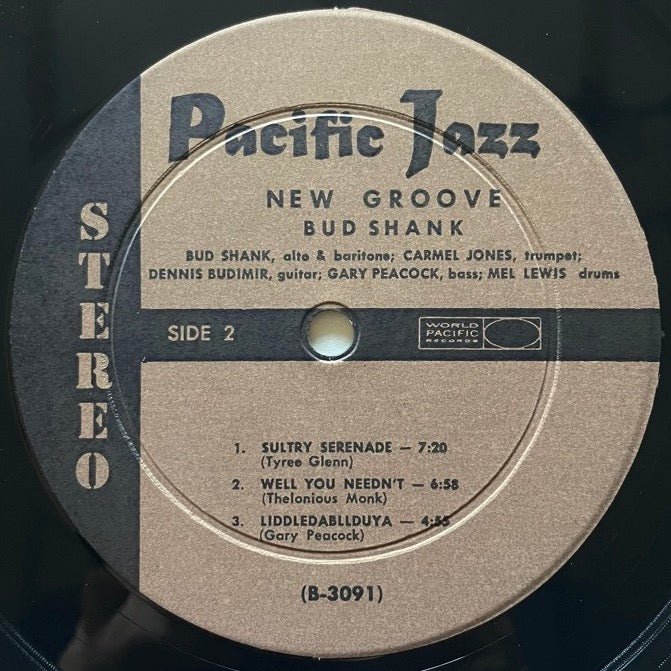 Pacific Jazz
NEW GROOVE
BUD SHANK
BUD SHANK, alto & baritone; CARMEL JONES, trumpet;
DENNIS BUDIMIR, guitar; GARY PEACOCK, bass; MEL LEWIS drums
STEREO
SIDE 2
WORLD
PACIFIC
RECORDS
1. SULTRY SERENADE — 7:20
(Tyree Glenn)
2. WELL YOU NEEDN'T — 6:58
(Thelonious Monk)
3. LIDDLEDABLLDUYA — 4:55
(Gary Peacock)
(B-3091)